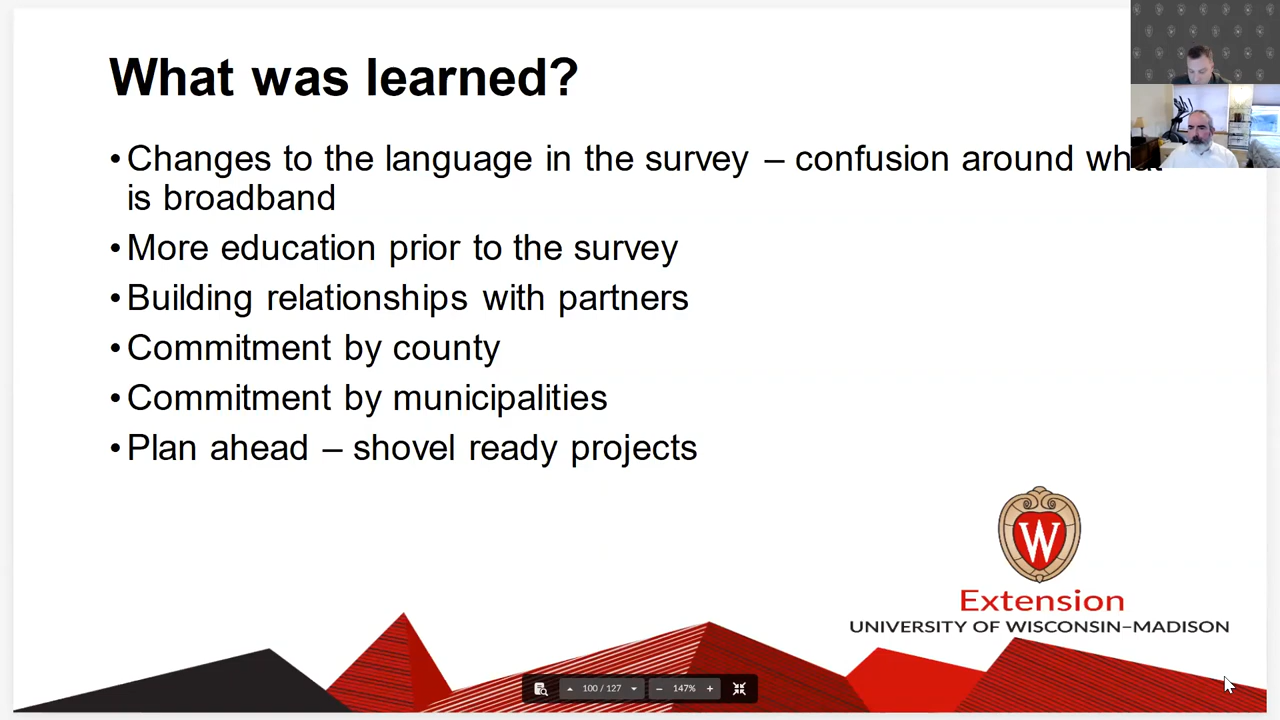 What was learned?
•Changes to the language in the survey – confusion around what
is broadband
•More education prior to the survey
•Building relationships with partners
•Commitment by county
•Commitment by municipalities
•Plan ahead – shovel ready projects
W
Extension
UNIVERSITY OF WISCONSIN–MADISON
100 / 127
147%